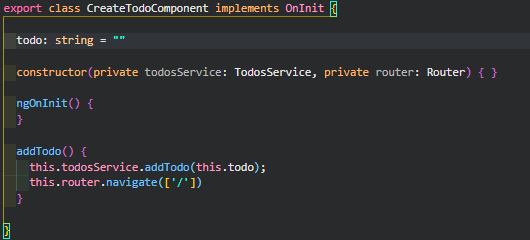 export class CreateTodoComponent implements OnInit {
todo: string = ""
constructor(private todosService: TodosService, private router: Router) { }
ngOnInit() {
}
addTodo() {
this.todosService.addTodo(this.todo);
this.router.navigate(['/'])
}
}